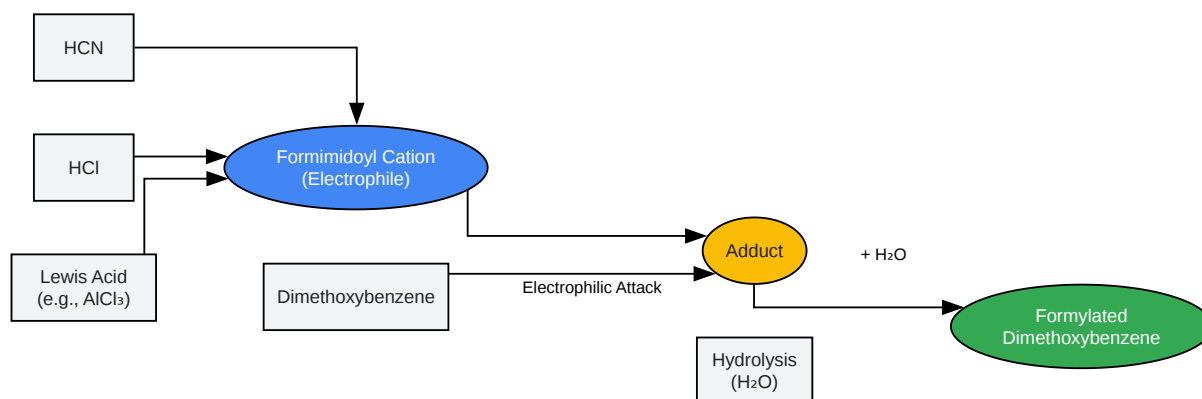 HCN
HCl
Lewis Acid
(e.g., AlCl₃)
Formimidoyl Cation
(Electrophile)
Dimethoxybenzene
Electrophilic Attack
Adduct
+ H₂O
Hydrolysis
(H₂O)
Formylated
Dimethoxybenzene